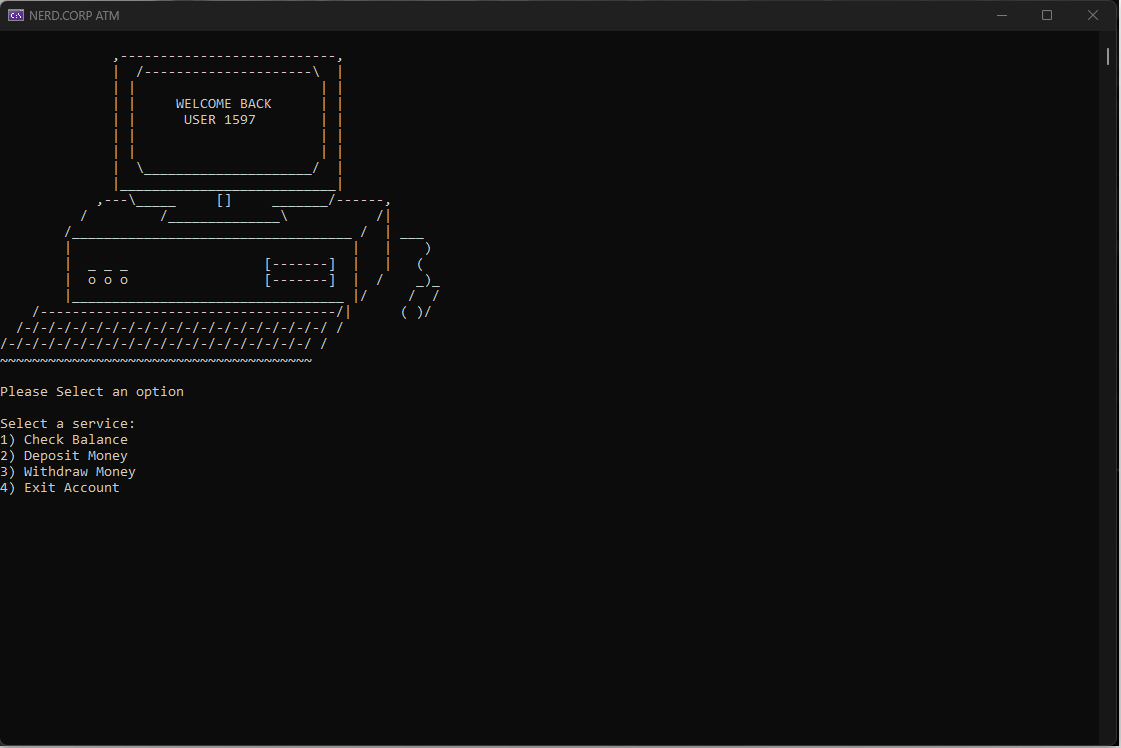 NERD.CORP ATM
WELCOME BACK
USER 1597
Please Select an option
Select a service:
1) Check Balance
2) Deposit Money
3) Withdraw Money
4) Exit Account